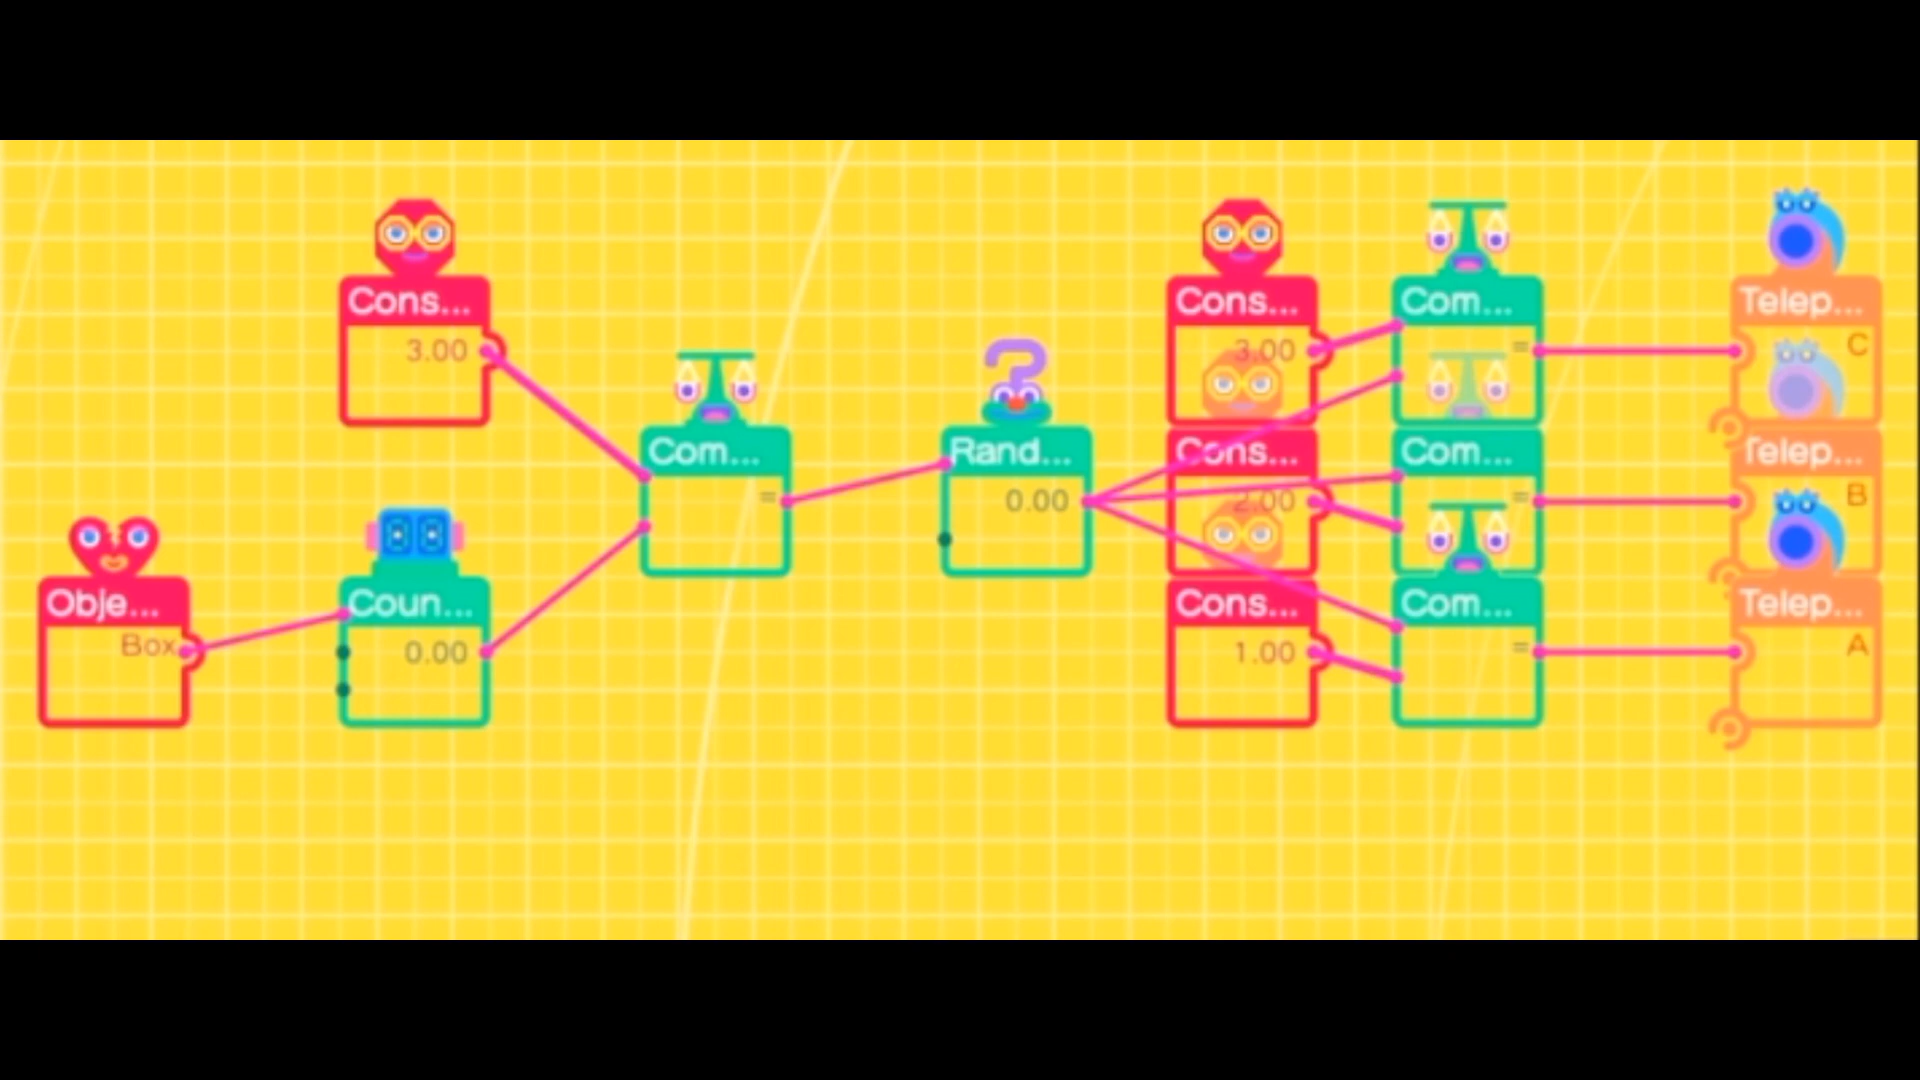 Cons...
3.00
Cons...
3.00
Com...
=
Telep...
C
Com...
=
Rand...
0.00
Cons...
2.00
Com...
=
Telep...
B
Obje...
Box
Coun...
0.00
Cons...
1.00
Com...
=
Telep...
A